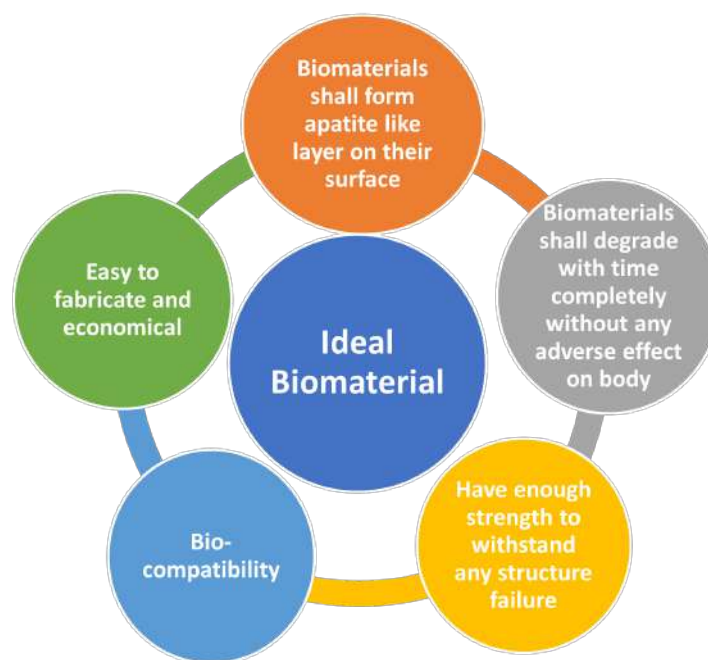 Biomaterials
shall form
apatite like
layer on their
surface
Biomaterials
shall degrade
with time
completely
without any
adverse effect
on body
Have enough
strength to
withstand
any structure
failure
Bio-
compatibility
Easy to
fabricate and
economical
Ideal
Biomaterial